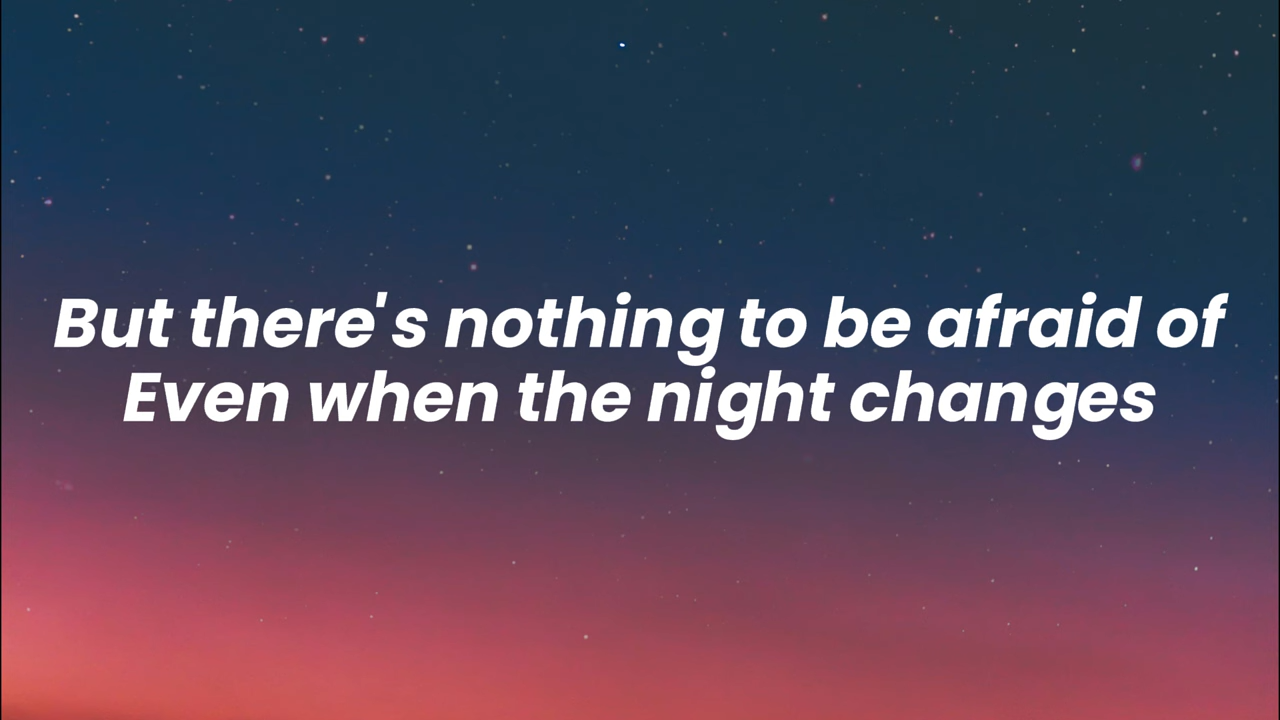 But there's nothing to be afraid of
Even when the night changes